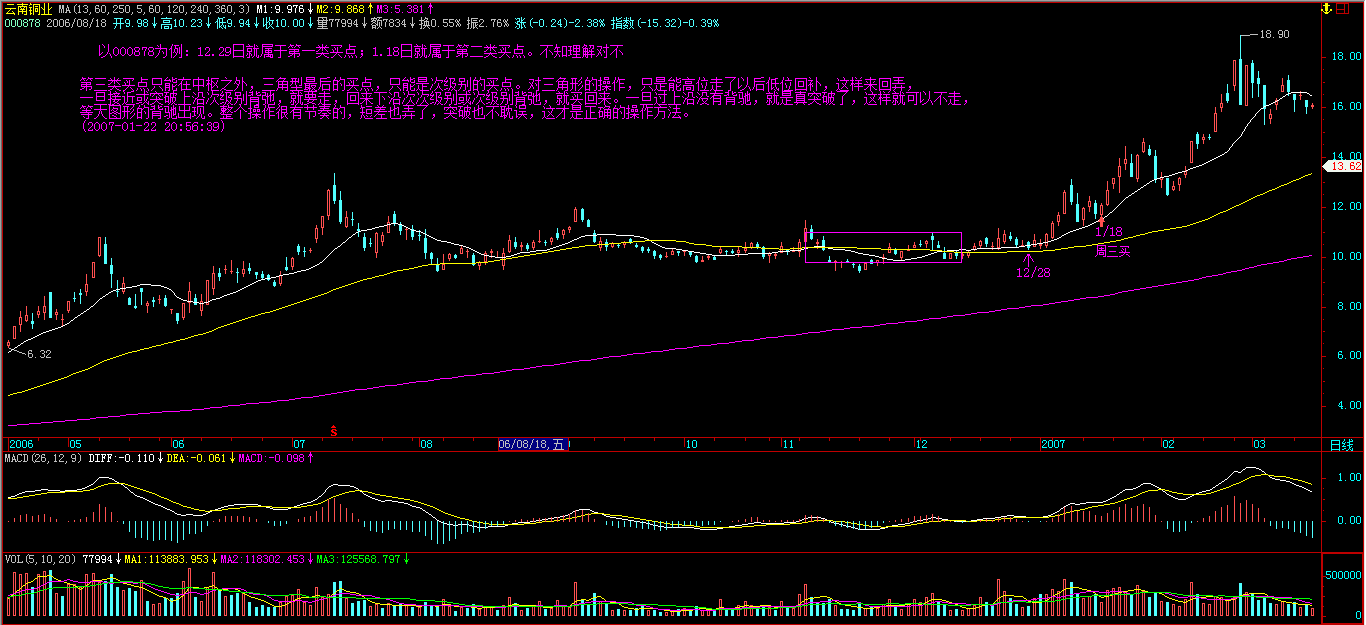 云南铜业 MA(13,60,250,5,60,120,240,360,3) M1:9.976↓M2:9.868↑M3:5.381↑
000878 2006/08/18 开9.98↓高10.23↓低9.94↓收10.00↓量77994↓额7834↓换0.55% 振2.76% 涨(-0.24)-2.38% 指数(-15.32)-0.39%
以000878为例：12.29日就属于第一类买点；1.18日就属于第二类买点。不知理解对不
第三类买点只能在中枢之外，三角型最后的买点，只能是次级别的买点。对三角形的操作，只是能高位走了以后低位回补，这样来回弄，
一旦接近或突破上沿次级别背驰，就要走，回来下沿次次级别或次级别背驰，就买回来。一旦过上沿没有背驰，就是真突破了，这样就可以不走，
等大图形的背驰出现。整个操作很有节奏的，短差也弄了，突破也不耽误，这才是正确的操作方法。
(2007-01-22 20:56:39)
18.90
18.00
16.00
14.00
13.62
12.00
1/18
周三买
10.00
12/28
8.00
6.32
6.00
4.00
S
2006 05 06 07 08 06/08/18,五 10 11 12 2007 02 03 日线
MACD(26,12,9) DIFF:-0.110↓DEA:-0.061↓MACD:-0.098↑
1.00
0.00
VOL(5,10,20) 77994↓MA1:113883.953↓MA2:118302.453↓MA3:125568.797↓
500000
0